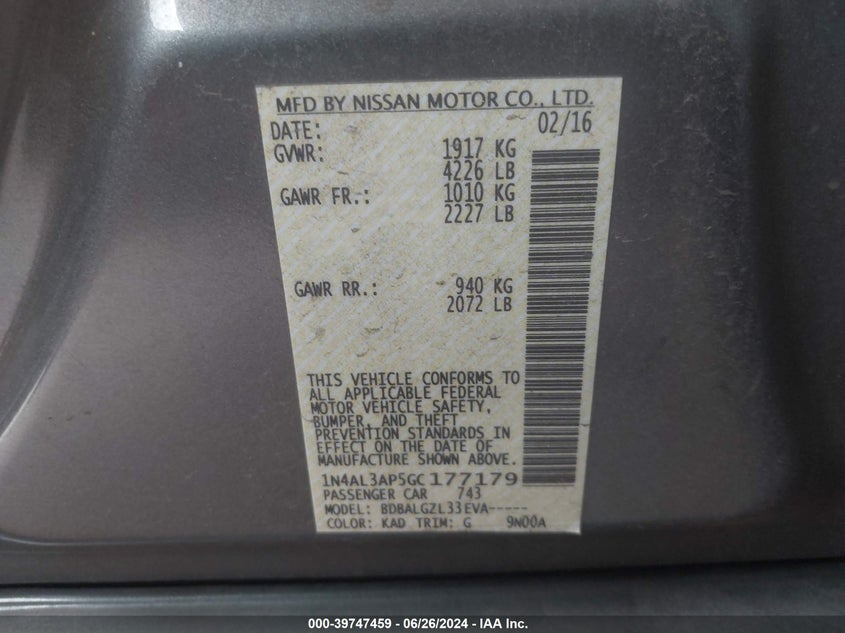 MFD BY NISSAN MOTOR CO., LTD.
DATE: 02/16
GVWR: 1917 KG
4226 LB
GAWR FR.: 1010 KG
2227 LB
GAWR RR.: 940 KG
2072 LB
THIS VEHICLE CONFORMS TO
ALL APPLICABLE FEDERAL
MOTOR VEHICLE SAFETY,
BUMPER, AND THEFT
PREVENTION STANDARDS IN
EFFECT ON THE DATE OF
MANUFACTURE SHOWN ABOVE.
1N4AL3AP5GC177179
PASSENGER CAR 743
MODEL: BDBALGZL33EVA-----
COLOR: KAD TRIM: G 9N00A
000-39747459 / 06/26/2024 - IAA Inc.